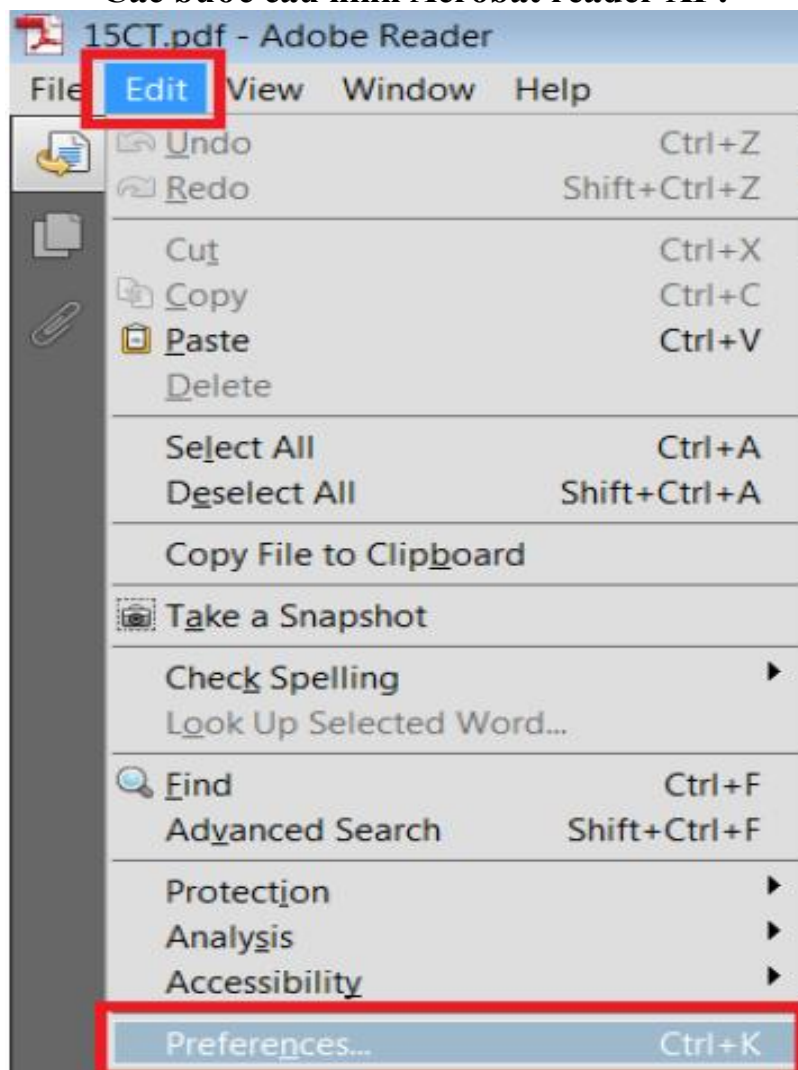 15CT.pdf - Adobe Reader
File Edit View Window Help
Undo Ctrl+Z
Redo Shift+Ctrl+Z
Cut Ctrl+X
Copy Ctrl+C
Paste Ctrl+V
Delete
Select All Ctrl+A
Deselect All Shift+Ctrl+A
Copy File to Clipboard
Take a Snapshot
Check Spelling
Look Up Selected Word...
Find Ctrl+F
Advanced Search Shift+Ctrl+F
Protection
Analysis
Accessibility
Preferences... Ctrl+K